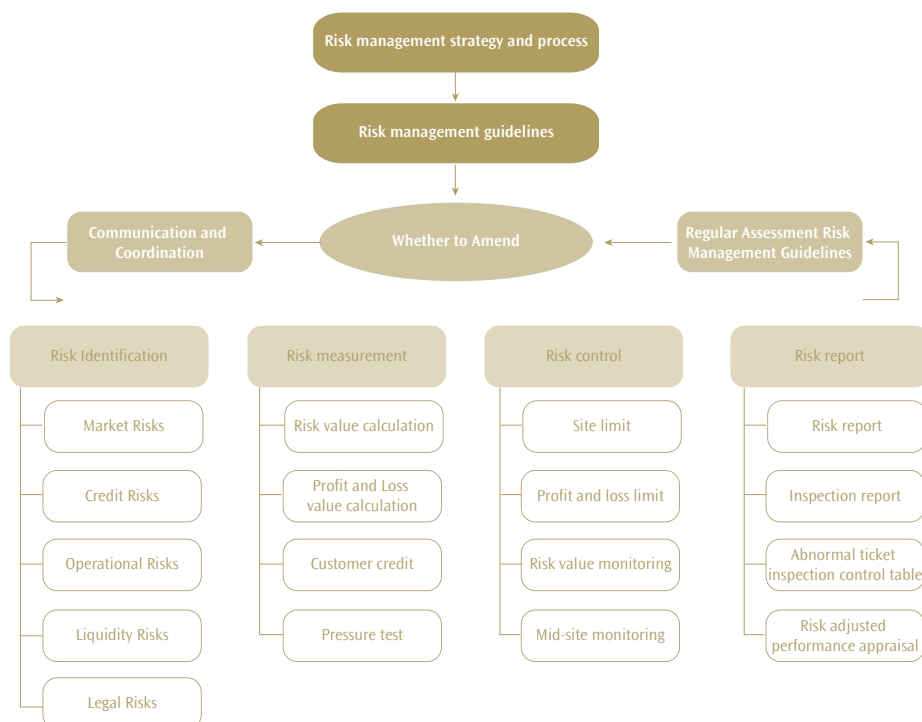 Risk management strategy and process
Risk management guidelines
Communication and
Coordination
Whether to Amend
Regular Assessment Risk
Management Guidelines
Risk Identification
Market Risks
Credit Risks
Operational Risks
Liquidity Risks
Legal Risks
Risk measurement
Risk value calculation
Profit and Loss
value calculation
Customer credit
Pressure test
Risk control
Site limit
Profit and loss limit
Risk value monitoring
Mid-site monitoring
Risk report
Risk report
Inspection report
Abnormal ticket
inspection control table
Risk adjusted
performance appraisal